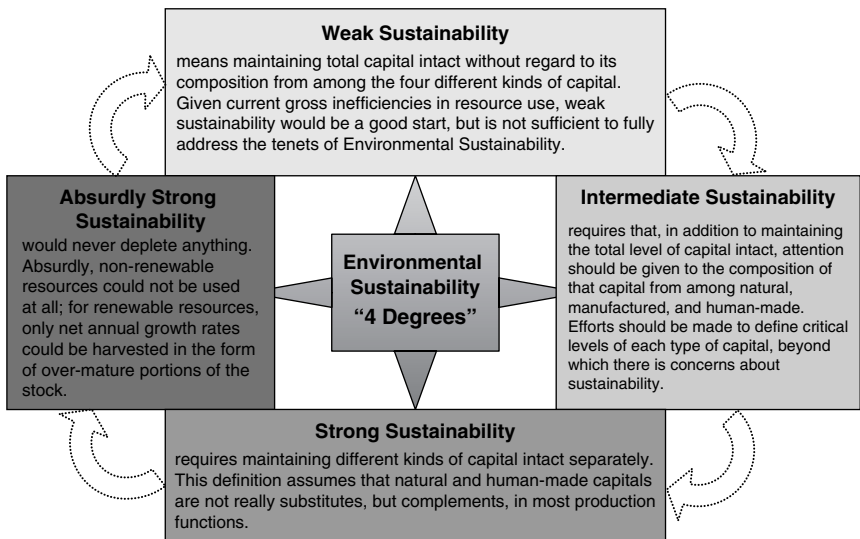 Weak Sustainability
means maintaining total capital intact without regard to its
composition from among the four different kinds of capital.
Given current gross inefficiencies in resource use, weak
sustainability would be a good start, but is not sufficient to fully
address the tenets of Environmental Sustainability.
Absurdly Strong
Sustainability
would never deplete anything.
Absurdly, non-renewable
resources could not be used
at all; for renewable resources,
only net annual growth rates
could be harvested in the form
of over-mature portions of the
stock.
Environmental
Sustainability
“4 Degrees”
Intermediate Sustainability
requires that, in addition to maintaining
the total level of capital intact, attention
should be given to the composition of
that capital from among natural,
manufactured, and human-made.
Efforts should be made to define critical
levels of each type of capital, beyond
which there is concerns about
sustainability.
Strong Sustainability
requires maintaining different kinds of capital intact separately.
This definition assumes that natural and human-made capitals
are not really substitutes, but complements, in most production
functions.